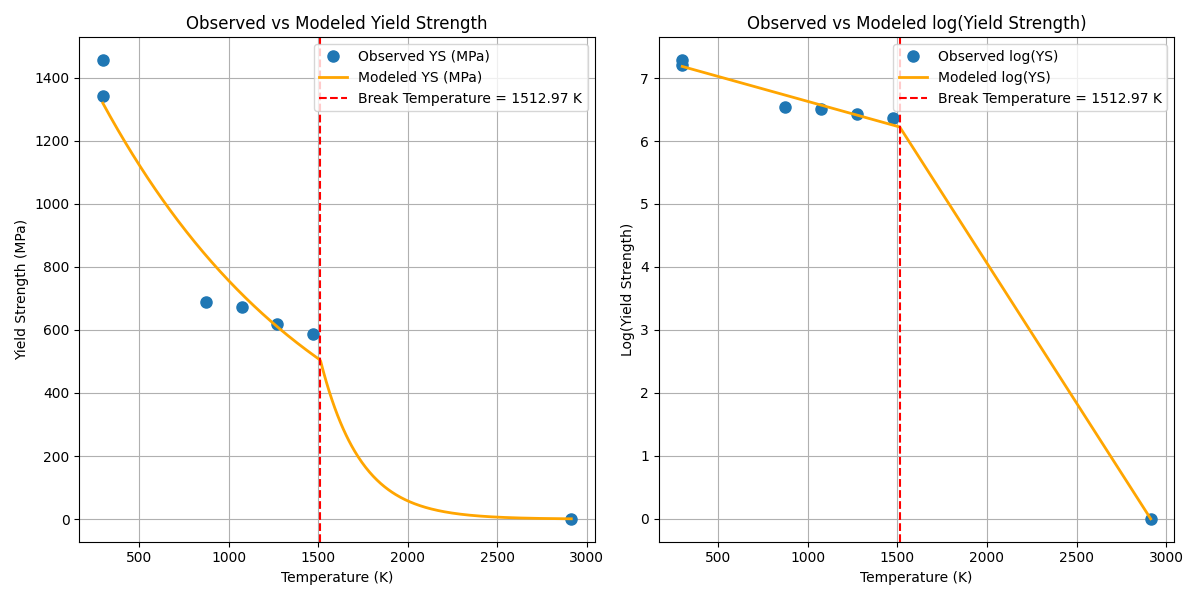 Observed vs Modeled Yield Strength
Observed YS (MPa)
Modeled YS (MPa)
Break Temperature = 1512.97 K
1400
1200
1000
800
600
400
200
0
Yield Strength (MPa)
500 1000 1500 2000 2500 3000
Temperature (K)
Observed vs Modeled log(Yield Strength)
Observed log(YS)
Modeled log(YS)
Break Temperature = 1512.97 K
7
6
5
4
3
2
1
0
Log(Yield Strength)
500 1000 1500 2000 2500 3000
Temperature (K)